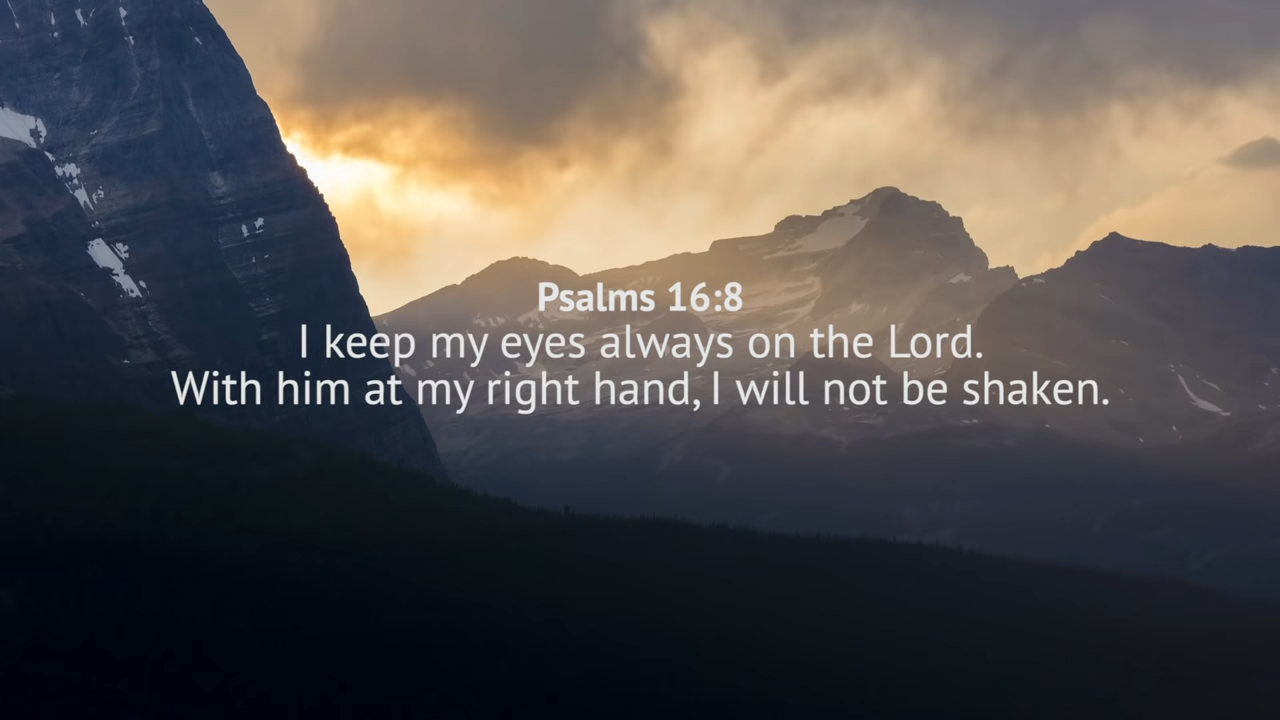 Psalms 16:8
I keep my eyes always on the Lord.
With him at my right hand, I will not be shaken.